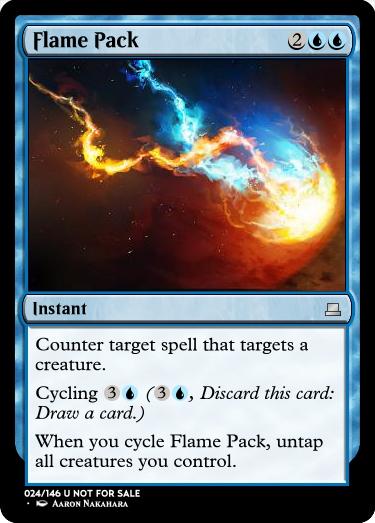 Flame Pack 2
Instant
Counter target spell that targets a
creature.
Cycling 3 (3, Discard this card:
Draw a card.)
When you cycle Flame Pack, untap
all creatures you control.
024/146 U NOT FOR SALE
· Aaron Nakahara